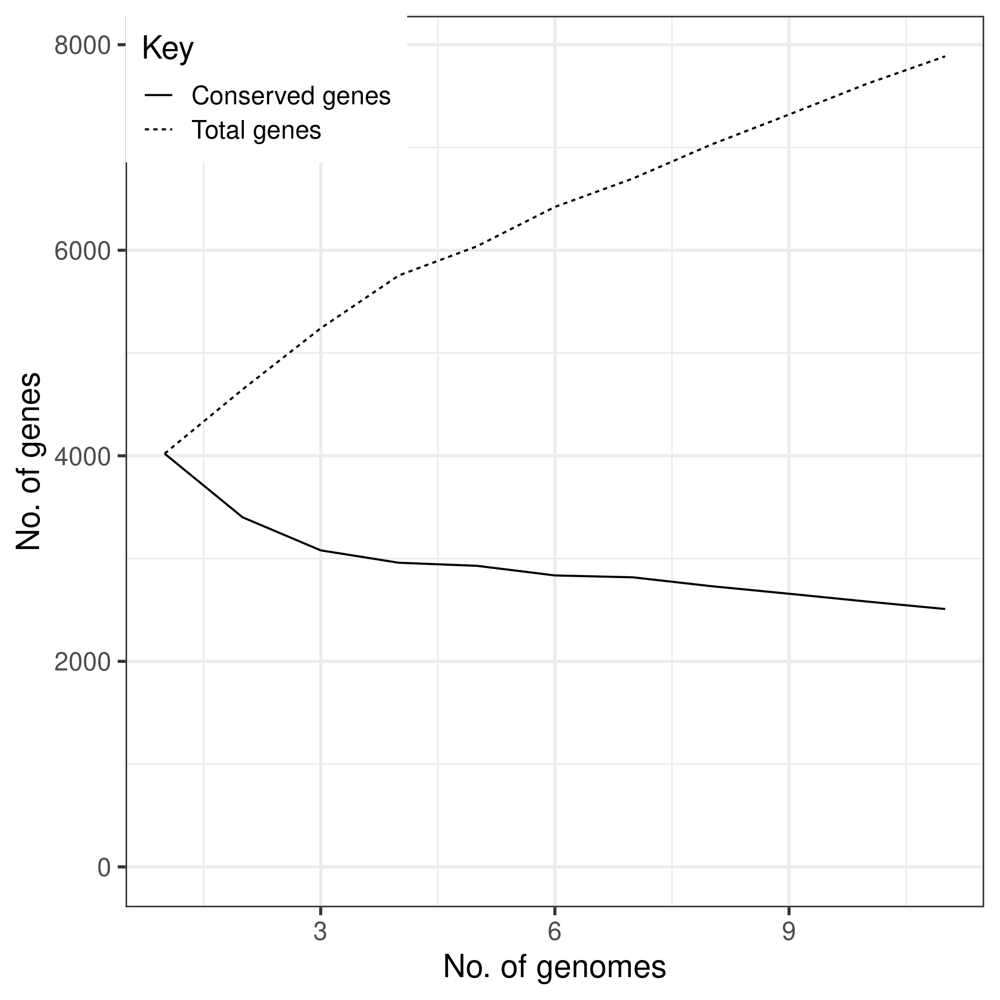 Key
Conserved genes
Total genes
8000
6000
4000
2000
0
No. of genes
3
6
9
No. of genomes